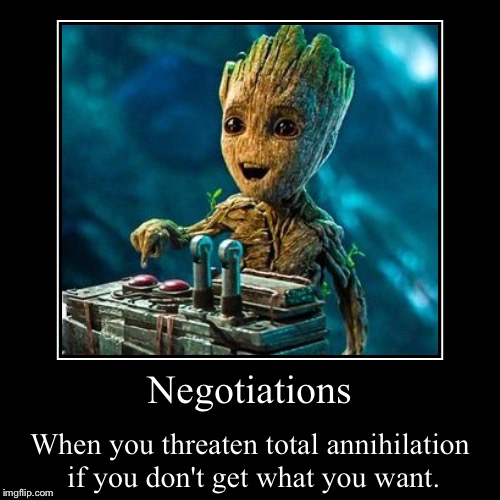 Negotiations
When you threaten total annihilation
if you don't get what you want.
imgflip.com